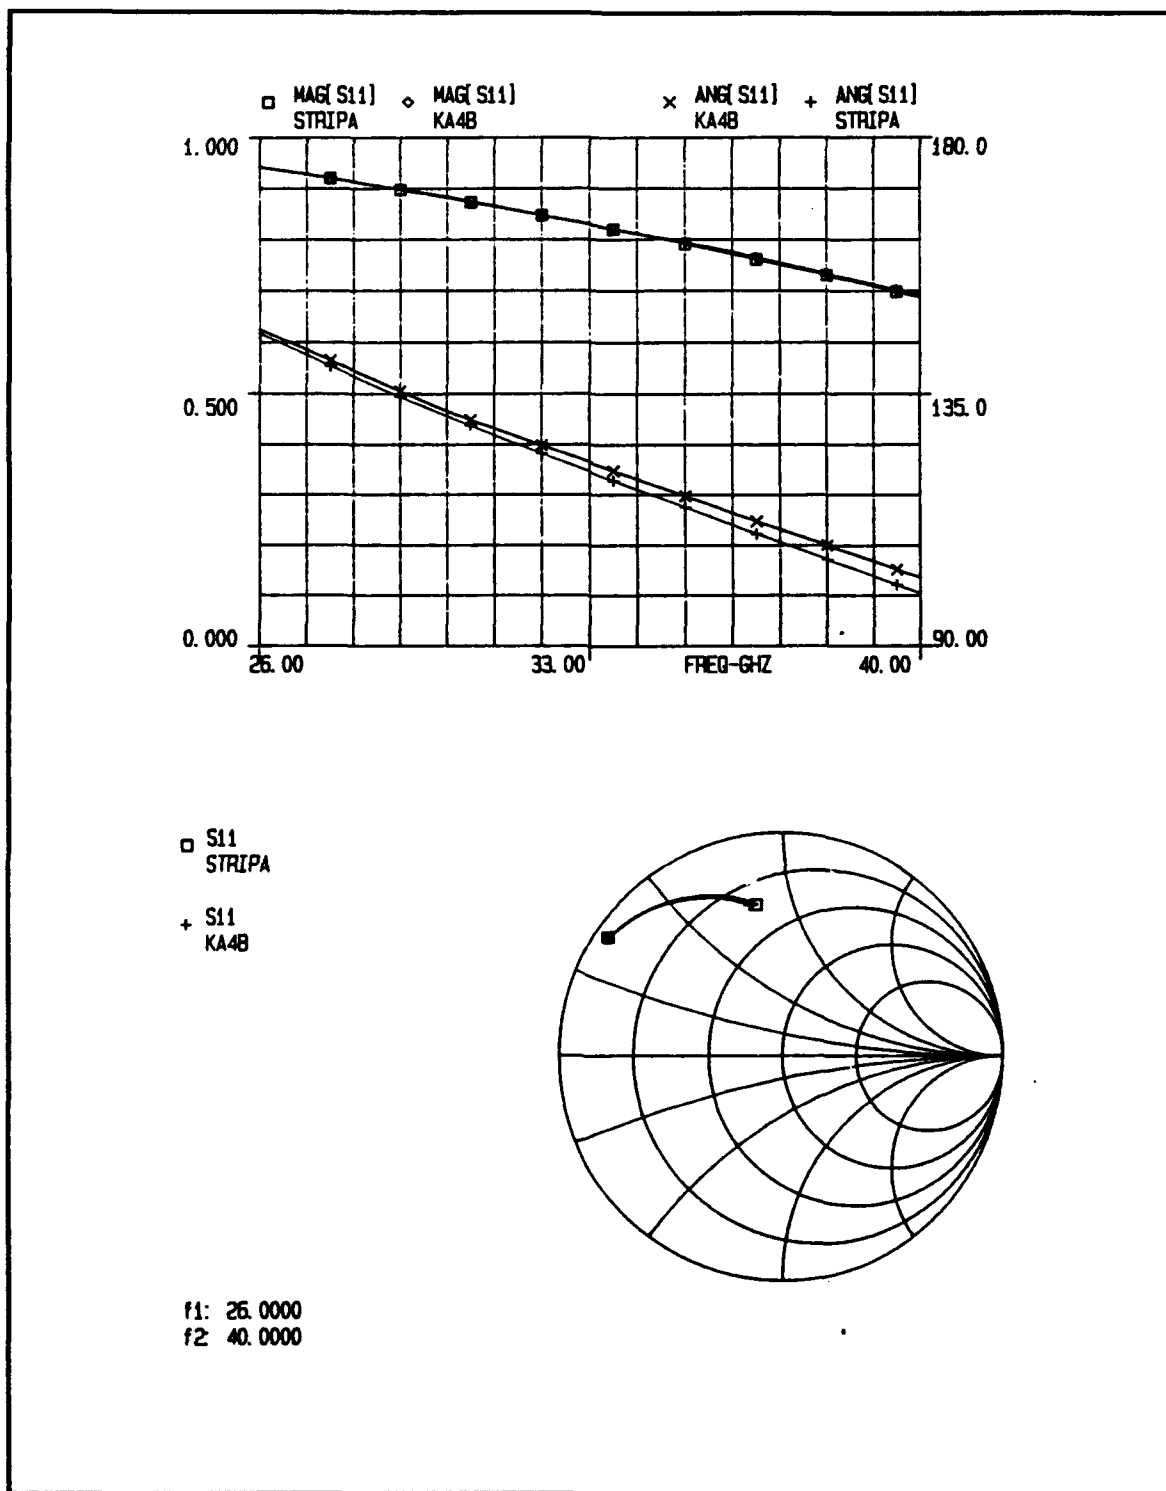 □ MAG[S11] ◇ MAG[S11] × ANG[S11] + ANG[S11]
STRIPA KA4B KA4B STRIPA
1.000 180.0
0.500 135.0
0.000 90.00
26.00 33.00 FREQ-GHZ 40.00
□ S11
STRIPA
+ S11
KA4B
f1: 26.0000
f2: 40.0000